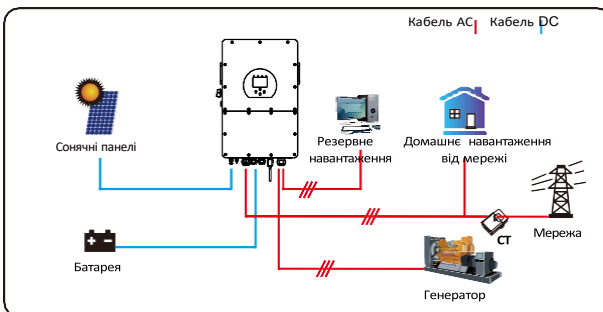 Кабель AC
Кабель DC
Сонячні панелі
Резервне
навантаження
Домашнє навантаження
від мережі
CT
Мережа
Батарея
Генератор